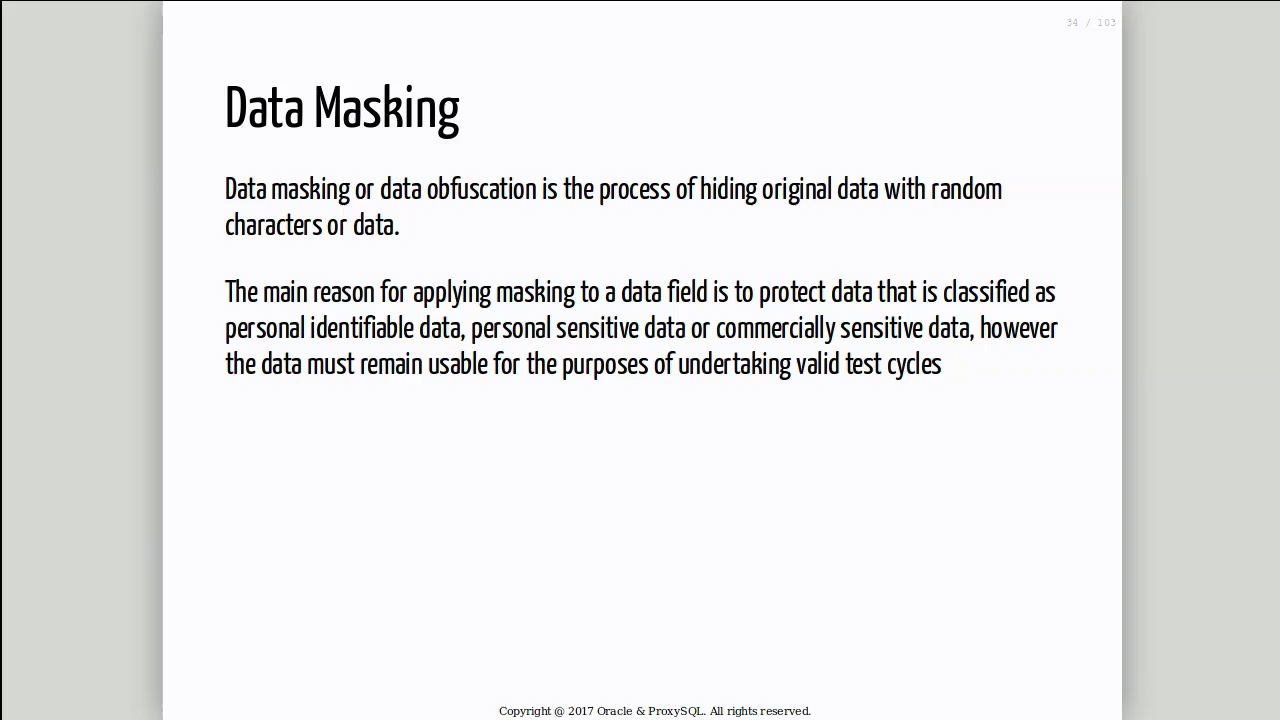 34 / 103
Data Masking
Data masking or data obfuscation is the process of hiding original data with random
characters or data.
The main reason for applying masking to a data field is to protect data that is classified as
personal identifiable data, personal sensitive data or commercially sensitive data, however
the data must remain usable for the purposes of undertaking valid test cycles
Copyright @ 2017 Oracle & ProxySQL. All rights reserved.